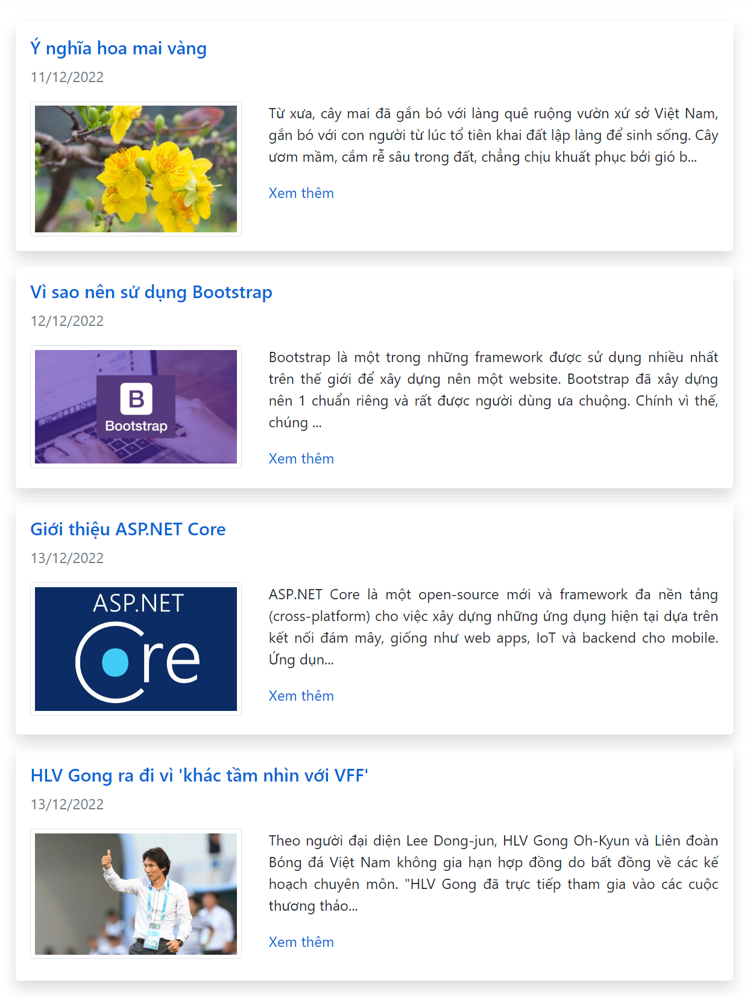 Ý nghĩa hoa mai vàng
11/12/2022
Từ xưa, cây mai đã gắn bó với làng quê ruộng vườn xứ sở Việt Nam,
gắn bó với con người từ lúc tổ tiên khai đất lập làng để sinh sống. Cây
ươm mầm, cắm rễ sâu trong đất, chẳng chịu khuất phục bởi gió b...
Xem thêm
Vì sao nên sử dụng Bootstrap
12/12/2022
B
Bootstrap
Bootstrap là một trong những framework được sử dụng nhiều nhất
trên thế giới để xây dựng nên một website. Bootstrap đã xây dựng
nên 1 chuẩn riêng và rất được người dùng ưa chuộng. Chính vì thế,
chúng ...
Xem thêm
Giới thiệu ASP.NET Core
13/12/2022
ASP.NET
Core
ASP.NET Core là một open-source mới và framework đa nền tảng
(cross-platform) cho việc xây dựng những ứng dụng hiện tại dựa trên
kết nối đám mây, giống như web apps, IoT và backend cho mobile.
Ứng dụn...
Xem thêm
HLV Gong ra đi vì 'khác tầm nhìn với VFF'
13/12/2022
Theo người đại diện Lee Dong-jun, HLV Gong Oh-Kyun và Liên đoàn
Bóng đá Việt Nam không gia hạn hợp đồng do bất đồng về các kế
hoạch chuyên môn. "HLV Gong đã trực tiếp tham gia vào các cuộc
thương thảo...
Xem thêm